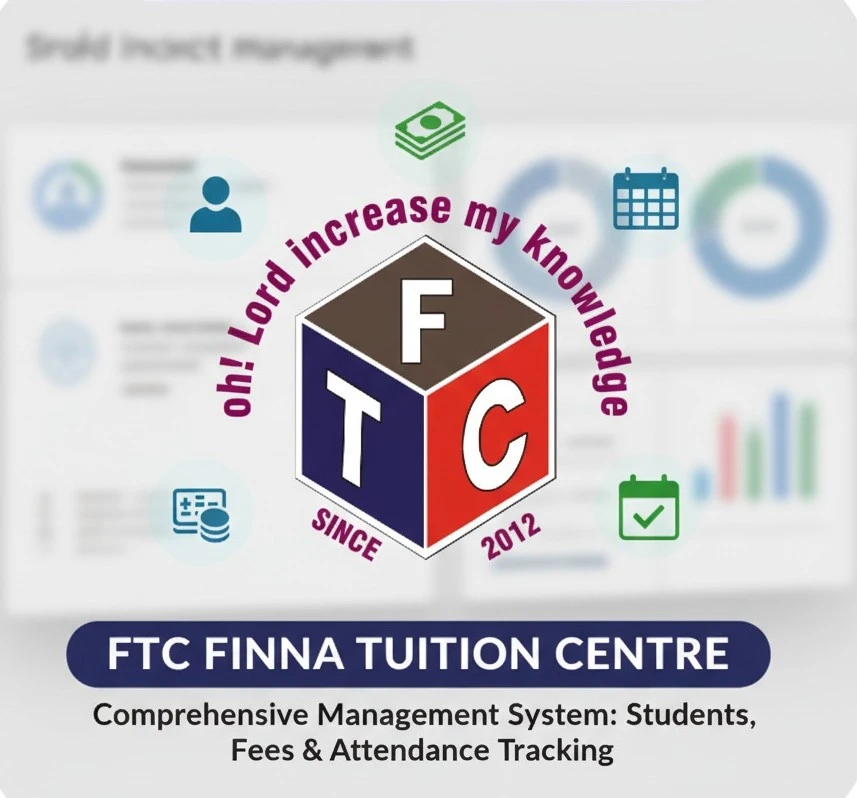 oh! Lord increase my knowledge
F
T C
SINCE 2012
FTC FINNA TUITION CENTRE
Comprehensive Management System: Students,
Fees & Attendance Tracking